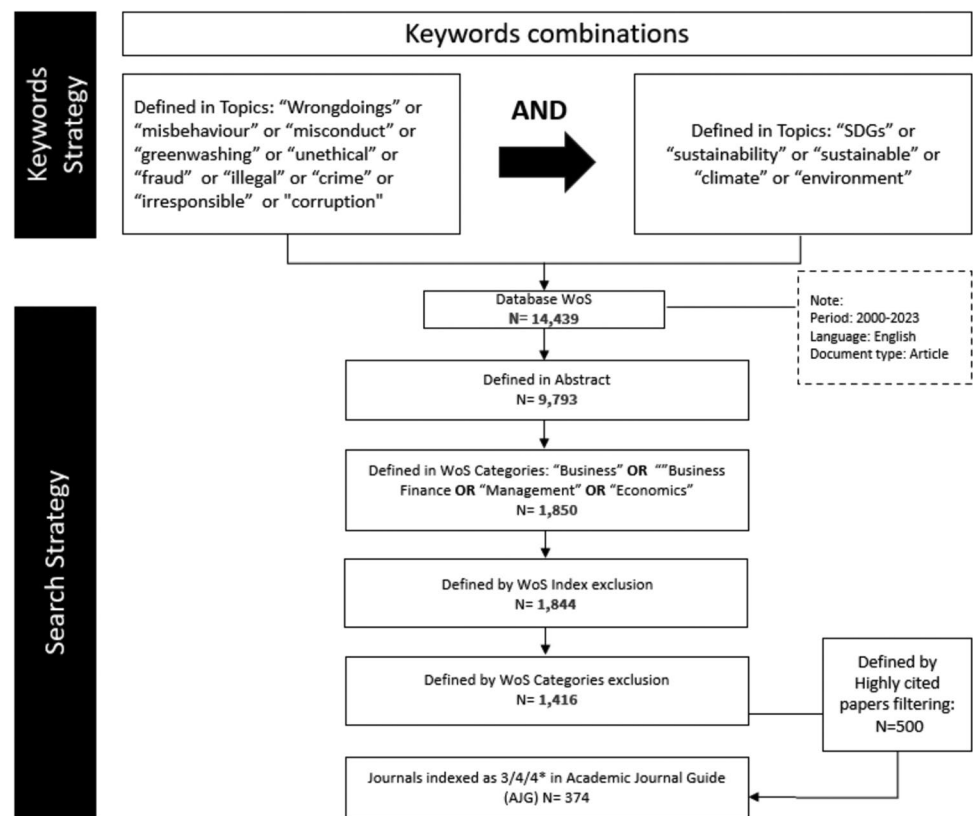 Keywords
Strategy
Keywords combinations
Defined in Topics: “Wrongdoings” or
“misbehaviour” or “misconduct” or
“greenwashing” or “unethical” or
“fraud” or “illegal” or “crime” or
“irresponsible” or "corruption"
AND
Defined in Topics: “SDGs” or
“sustainability” or “sustainable” or
“climate” or “environment”
Search Strategy
Database WoS
N= 14,439
Note:
Period: 2000-2023
Language: English
Document type: Article
Defined in Abstract
N= 9,793
Defined in WoS Categories: “Business” OR “”Business
Finance OR “Management” OR “Economics”
N= 1,850
Defined by WoS Index exclusion
N= 1,844
Defined by WoS Categories exclusion
N= 1,416
Defined by
Highly cited
papers filtering:
N=500
Journals indexed as 3/4/4* in Academic Journal Guide
(AJG) N= 374